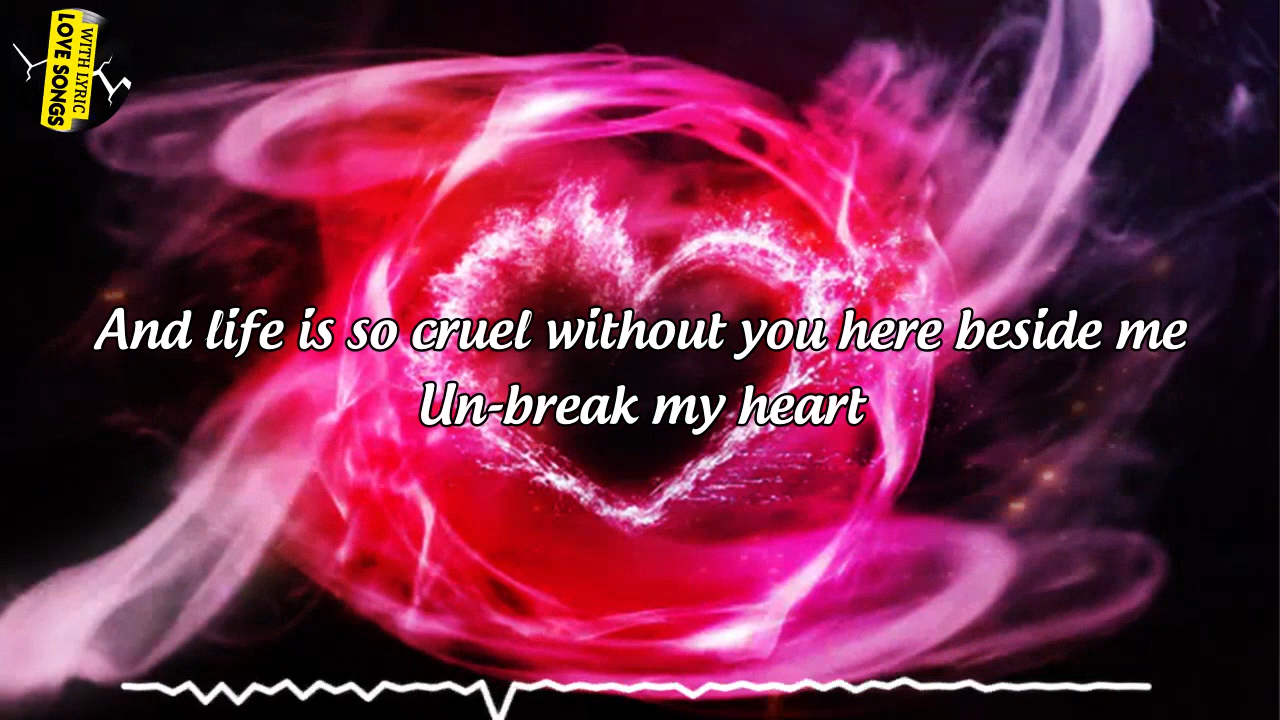 WITH LYRIC
LOVE SONGS
And life is so cruel without you here beside me
Un-break my heart